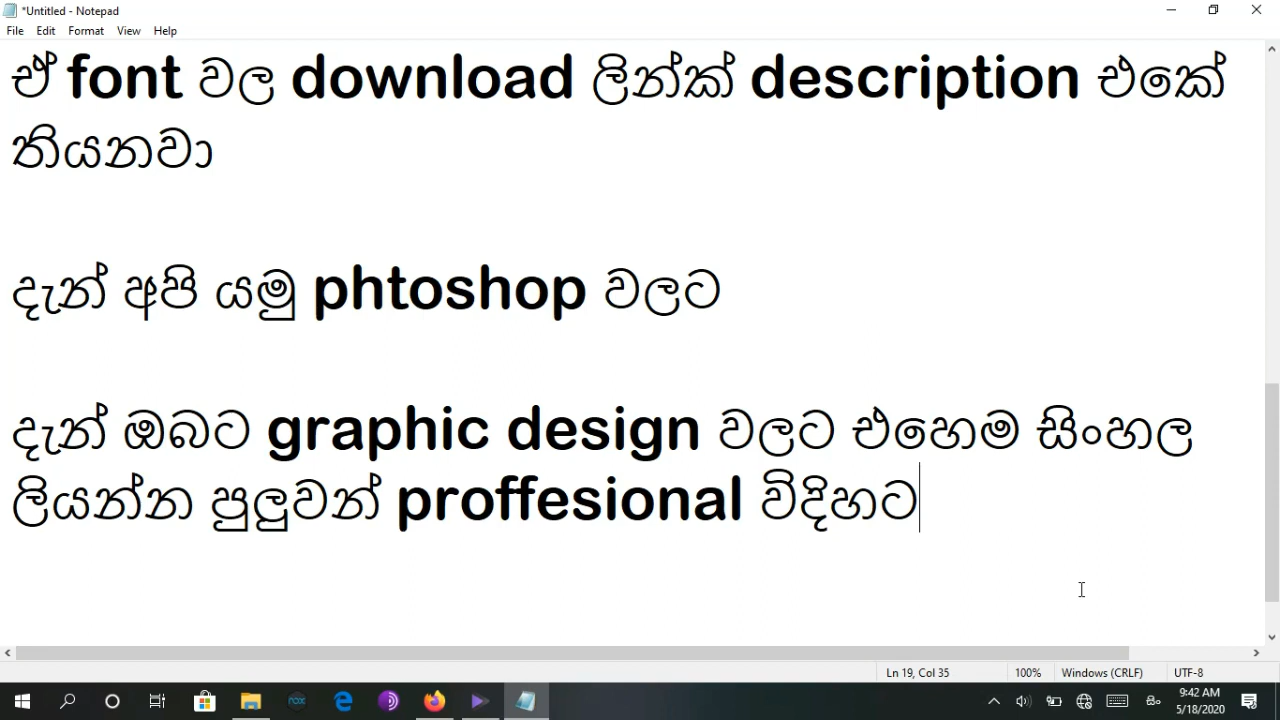 *Untitled - Notepad
File Edit Format View Help
ඒ font වල download ලින්ක් description එකේ
තියනවා
දැන් අපි යමු phtoshop වලට
දැන් ඔබට graphic design වලට එහෙම සිංහල
ලියන්න පුලුවන් proffesional විදිහට
Ln 19, Col 35 100% Windows (CRLF) UTF-8
nox 9:42 AM
5/18/2020